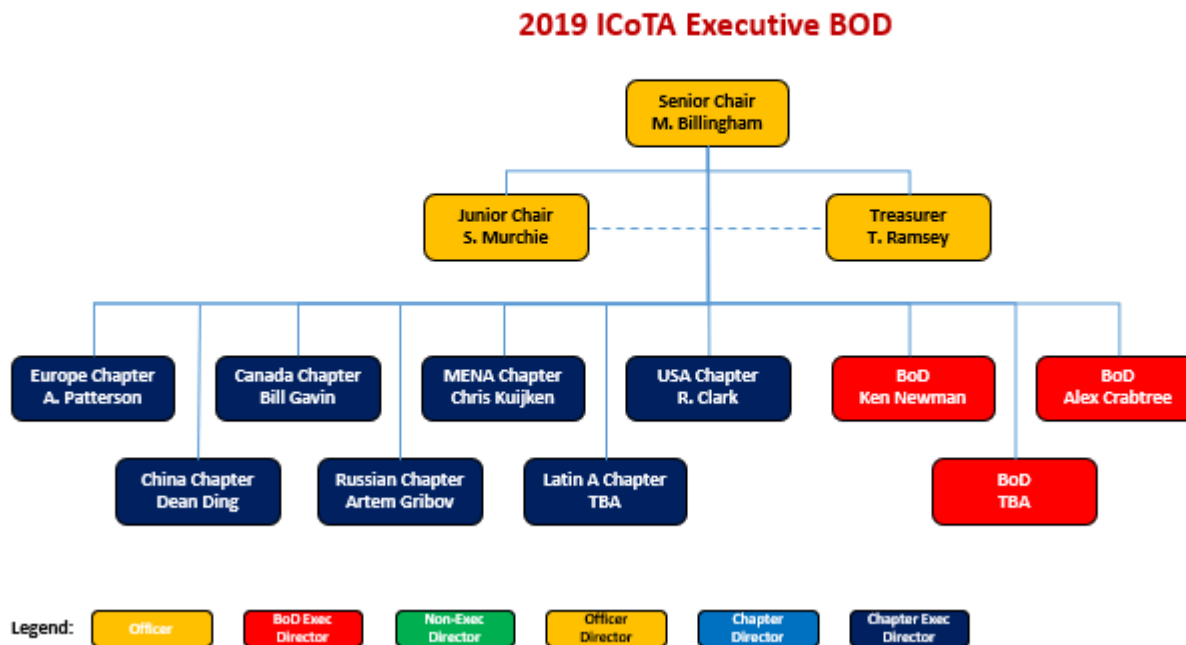 2019 ICoTA Executive BOD
Senior Chair
M. Billingham
Junior Chair
S. Murchie
Treasurer
T. Ramsey
Europe Chapter
A. Patterson
Canada Chapter
Bill Gavin
MENA Chapter
Chris Kuijken
USA Chapter
R. Clark
BoD
Ken Newman
BoD
Alex Crabtree
China Chapter
Dean Ding
Russian Chapter
Artem Gribov
Latin A Chapter
TBA
BoD
TBA
Legend:
Officer
BoD Exec
Director
Non-Exec
Director
Officer
Director
Chapter
Director
Chapter Exec
Director